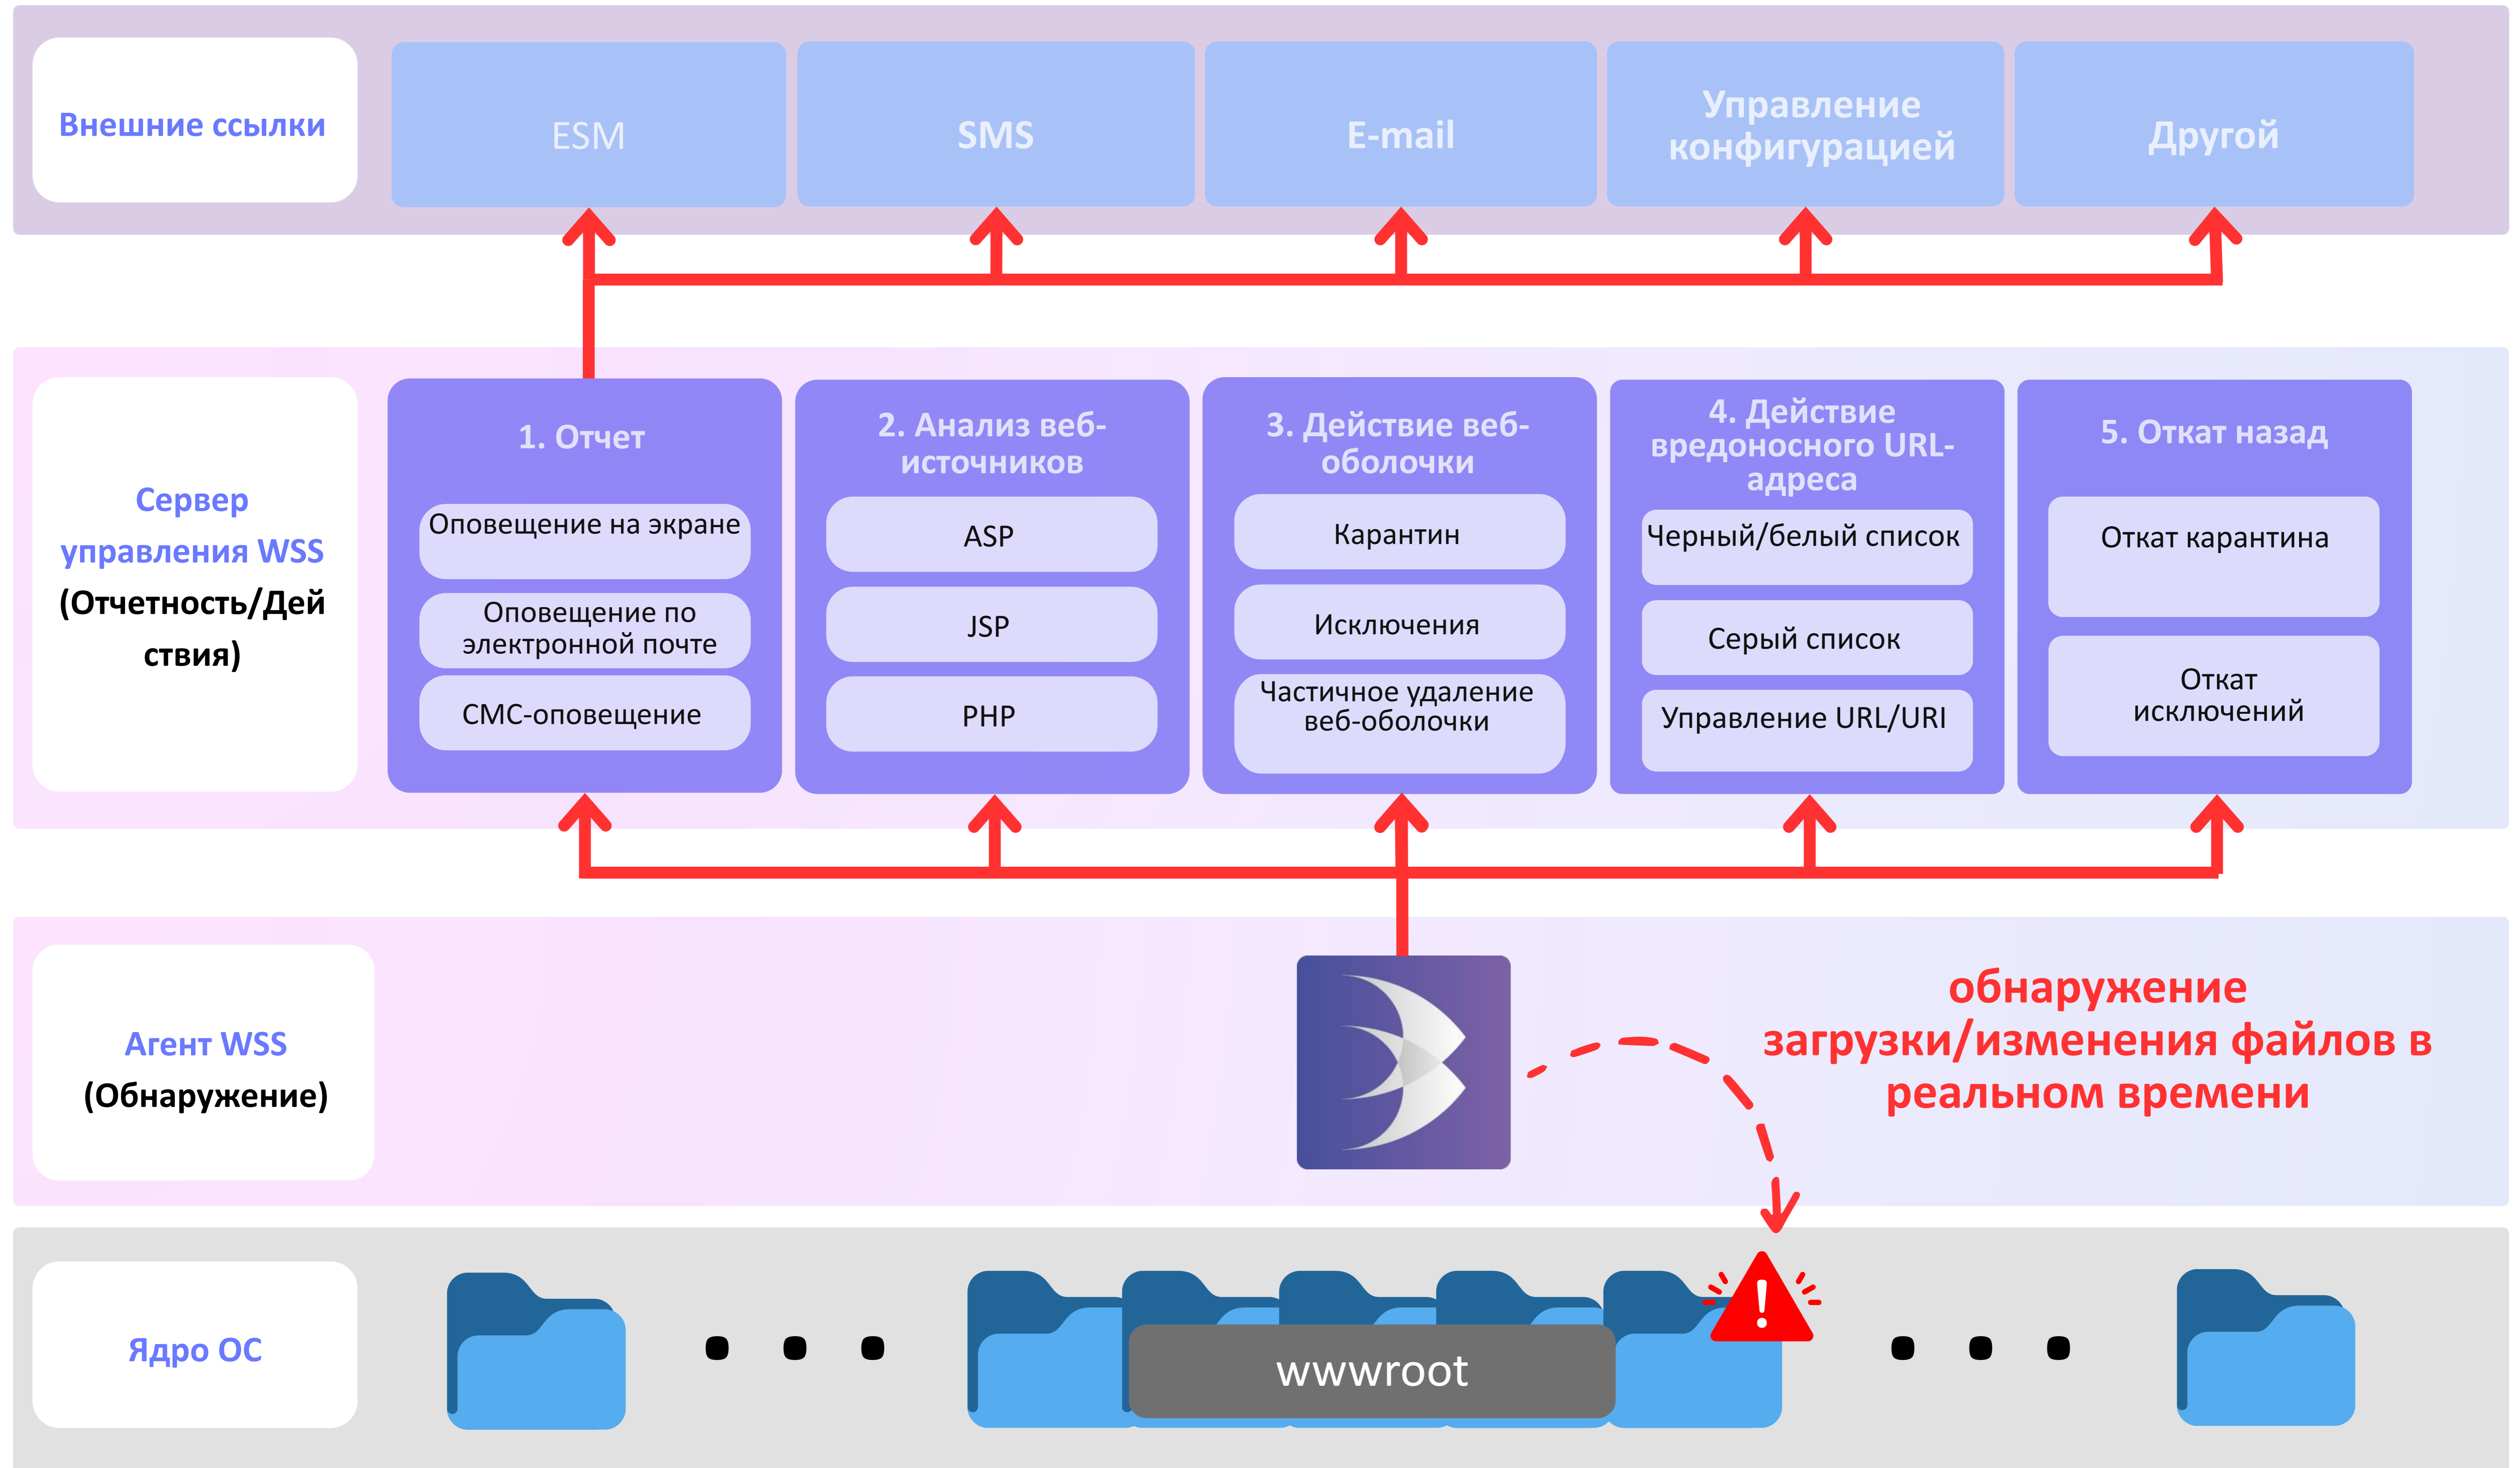 Внешние ссылки
ESM
SMS
E-mail
Управление
конфигурацией
Другой
Сервер
управления WSS
(Отчетность/Дей
ствия)
1. Отчет
Оповещение на экране
Оповещение по
электронной почте
СМС-оповещение
2. Анализ веб-
источников
ASP
JSP
PHP
3. Действие веб-
оболочки
Карантин
Исключения
Частичное удаление
веб-оболочки
4. Действие
вредоносного URL-
адреса
Черный/белый список
Серый список
Управление URL/URI
5. Откат назад
Откат карантина
Откат
исключений
Агент WSS
(Обнаружение)
обнаружение
загрузки/изменения файлов в
реальном времени
Ядро ОС
wwwroot